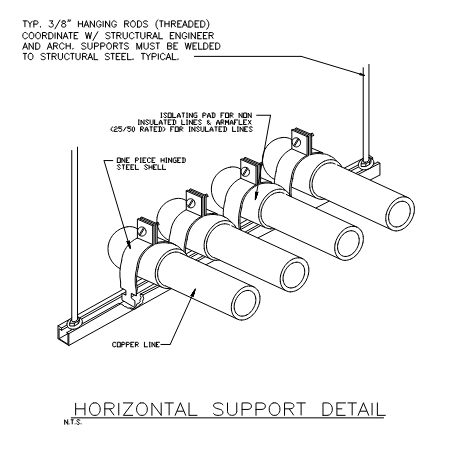 TYP. 3/8" HANGING RODS (THREADED)
COORDINATE W/ STRUCTURAL ENGINEER
AND ARCH. SUPPORTS MUST BE WELDED
TO STRUCTURAL STEEL. TYPICAL.
ISOLATING PAD FOR NON
INSULATED LINES & ARMAFLEX
(25/50 RATED) FOR INSULATED LINES
ONE PIECE HINGED
STEEL SHELL
COPPER LINE
HORIZONTAL SUPPORT DETAIL
N.T.S.